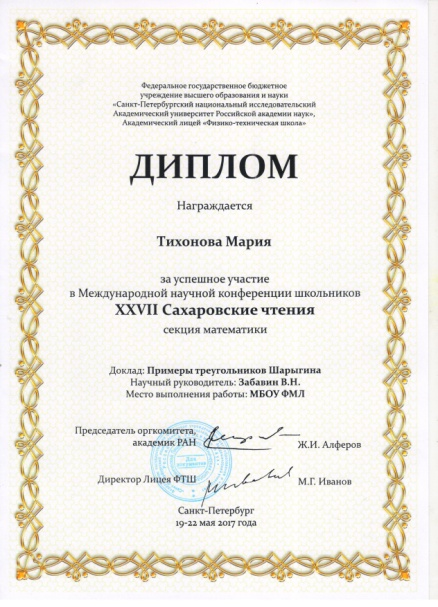 Федеральное государственное бюджетное
учреждение высшего образования и науки
«Санкт-Петербургский национальный исследовательский
Академический университет Российской академии наук»,
Академический лицей «Физико-техническая школа»
ДИПЛОМ
Награждается
Тихонова Мария
за успешное участие
в Международной научной конференции школьников
XXVII Сахаровские чтения
секция математики
Доклад: Примеры треугольников Шарыгина
Научный руководитель: Забавин В.Н.
Место выполнения работы: МБОУ ФМЛ
Председатель оргкомитета,
академик РАН
Ж.И. Алферов
Директор Лицея ФТШ
М.Г. Иванов
Санкт-Петербург
19-22 мая 2017 года